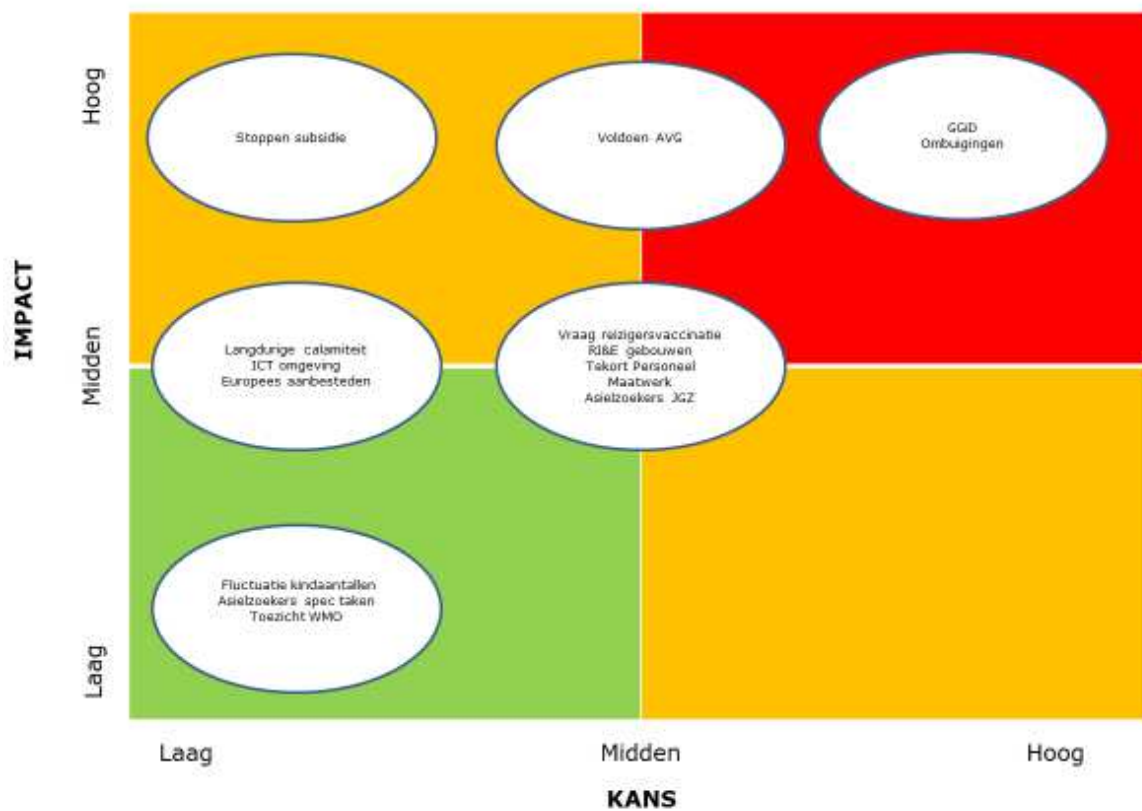 Hoog
Stoppen subsidie
Voldoen AVG
GGiD
Ombuigingen
IMPACT
Midden
Langdurige calamiteit
ICT omgeving
Europees aanbesteden
Vraag reizigersvaccinatie
RI&E gebouwen
Tekort Personeel
Maatwerk
Asielzoekers JGZ
Fluctuatie kindaantallen
Asielzoekers spec taken
Toezicht WMO
Laag
Laag
Midden
Hoog
KANS